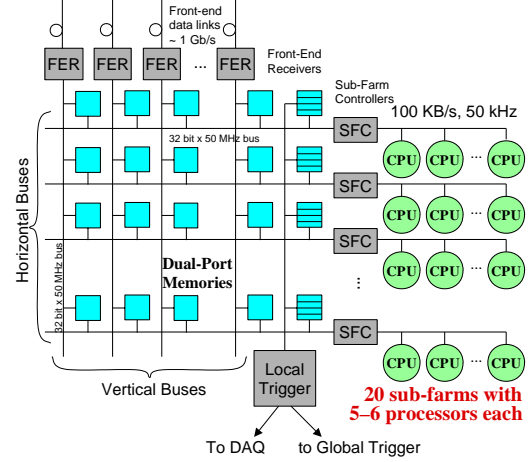 Front-end
data links
~ 1 Gb/s
FER
FER
FER
...
FER
Front-End
Receivers
Sub-Farm
Controllers
100 KB/s, 50 kHz
SFC
32 bit x 50 MHz bus
CPU
CPU
...
CPU
SFC
CPU
CPU
...
CPU
SFC
CPU
CPU
...
CPU
Horizontal Buses
32 bit x 50 MHz bus
Dual-Port
Memories
...
SFC
CPU
CPU
...
CPU
Vertical Buses
Local
Trigger
20 sub-farms with
5–6 processors each
To DAQ
to Global Trigger